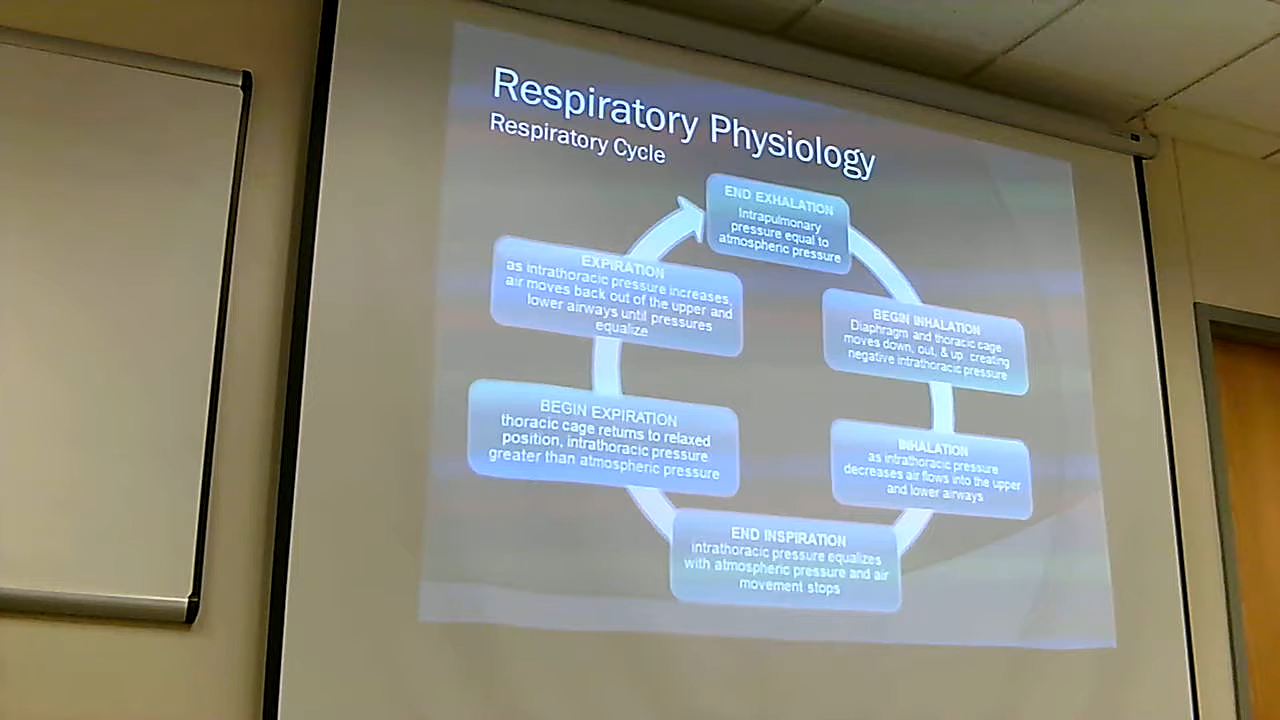 Respiratory Physiology
Respiratory Cycle
END EXHALATION
Intrapulmonary
pressure equal to
atmospheric pressure
BEGIN INHALATION
Diaphragm and thoracic cage
moves down, out, & up creating
negative intrathoracic pressure
INHALATION
as intrathoracic pressure
decreases air flows into the upper
and lower airways
END INSPIRATION
intrathoracic pressure equalizes
with atmospheric pressure and air
movement stops
BEGIN EXPIRATION
thoracic cage returns to relaxed
position, intrathoracic pressure
greater than atmospheric pressure
EXPIRATION
as intrathoracic pressure increases,
air moves back out of the upper and
lower airways until pressures
equalize